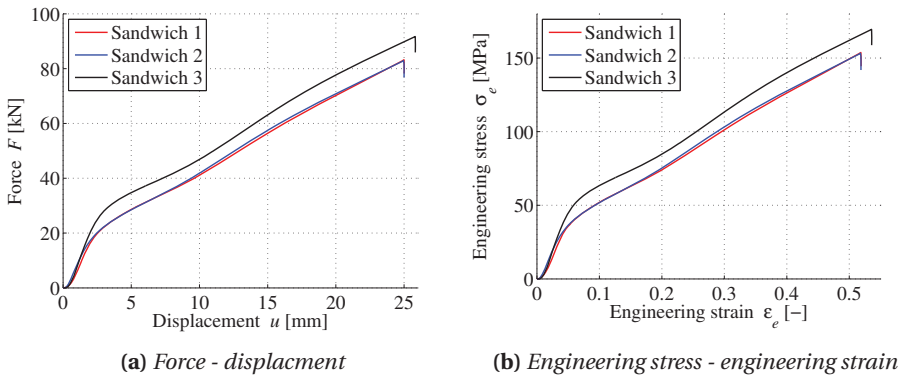 100
80
60
40
20
0
Force F [kN]
Sandwich 1
Sandwich 2
Sandwich 3
0 5 10 15 20 25
Displacement u [mm]
(a) Force - displacment
150
100
50
0
Engineering stress σe [MPa]
Sandwich 1
Sandwich 2
Sandwich 3
0 0.1 0.2 0.3 0.4 0.5
Engineering strain εe [−]
(b) Engineering stress - engineering strain